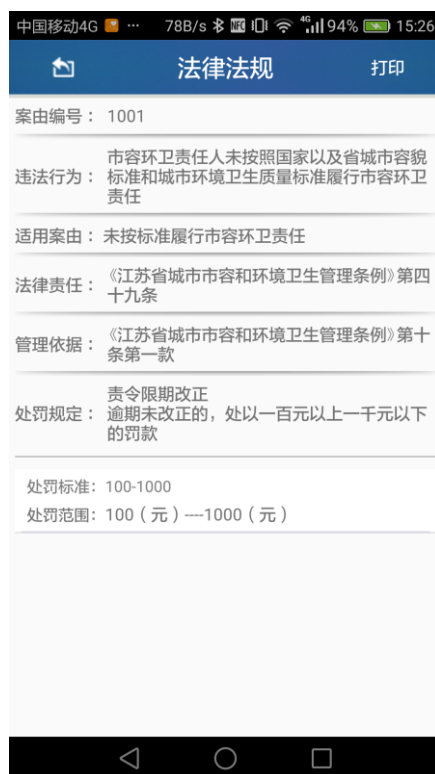 中国移动4G ··· 78B/s NFC 4G 94% 15:26
法律法规 打印
案由编号： 1001
市容环卫责任人未按照国家以及省城市容貌
违法行为： 标准和城市环境卫生质量标准履行市容环卫
责任
适用案由：未按标准履行市容环卫责任
法律责任：《江苏省城市市容和环境卫生管理条例》第四
十九条
管理依据：《江苏省城市市容和环境卫生管理条例》第十
条第一款
责令限期改正
处罚规定： 逾期未改正的，处以一百元以上一千元以下
的罚款
处罚标准：100-1000
处罚范围：100（元）----1000（元）